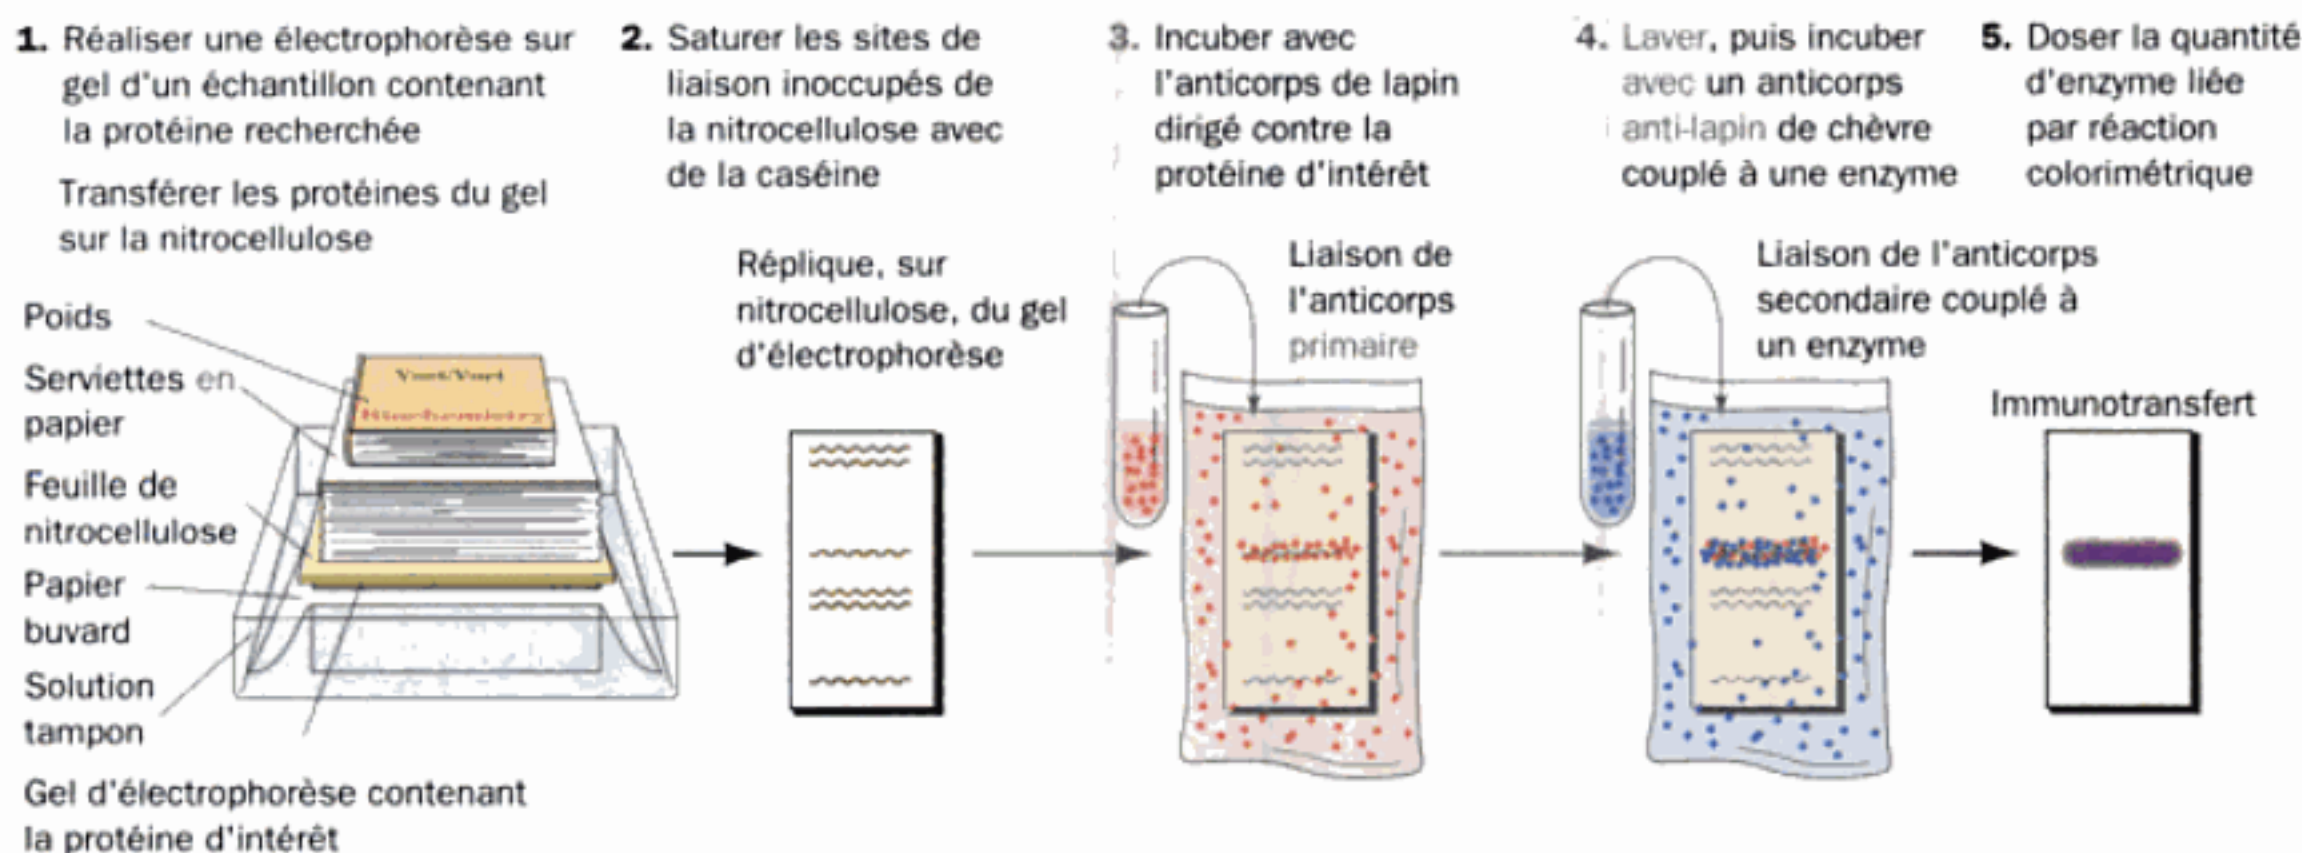 1. Réaliser une électrophorèse sur
gel d'un échantillon contenant
la protéine recherchée
Transférer les protéines du gel
sur la nitrocellulose
2. Saturer les sites de
liaison inoccupés de
la nitrocellulose avec
de la caséine
3. Incuber avec
l'anticorps de lapin
dirigé contre la
protéine d'intérêt
4. Laver, puis incuber
avec un anticorps
anti-lapin de chèvre
couplé à une enzyme
5. Doser la quantité
d'enzyme liée
par réaction
colorimétrique
Poids
Serviettes en
papier
Feuille de
nitrocellulose
Papier
buvard
Solution
tampon
Gel d'électrophorèse contenant
la protéine d'intérêt
Voet/Voet
Biochemistry
Réplique, sur
nitrocellulose, du gel
d'électrophorèse
Liaison de
l'anticorps
primaire
Liaison de l'anticorps
secondaire couplé à
un enzyme
Immunotransfert